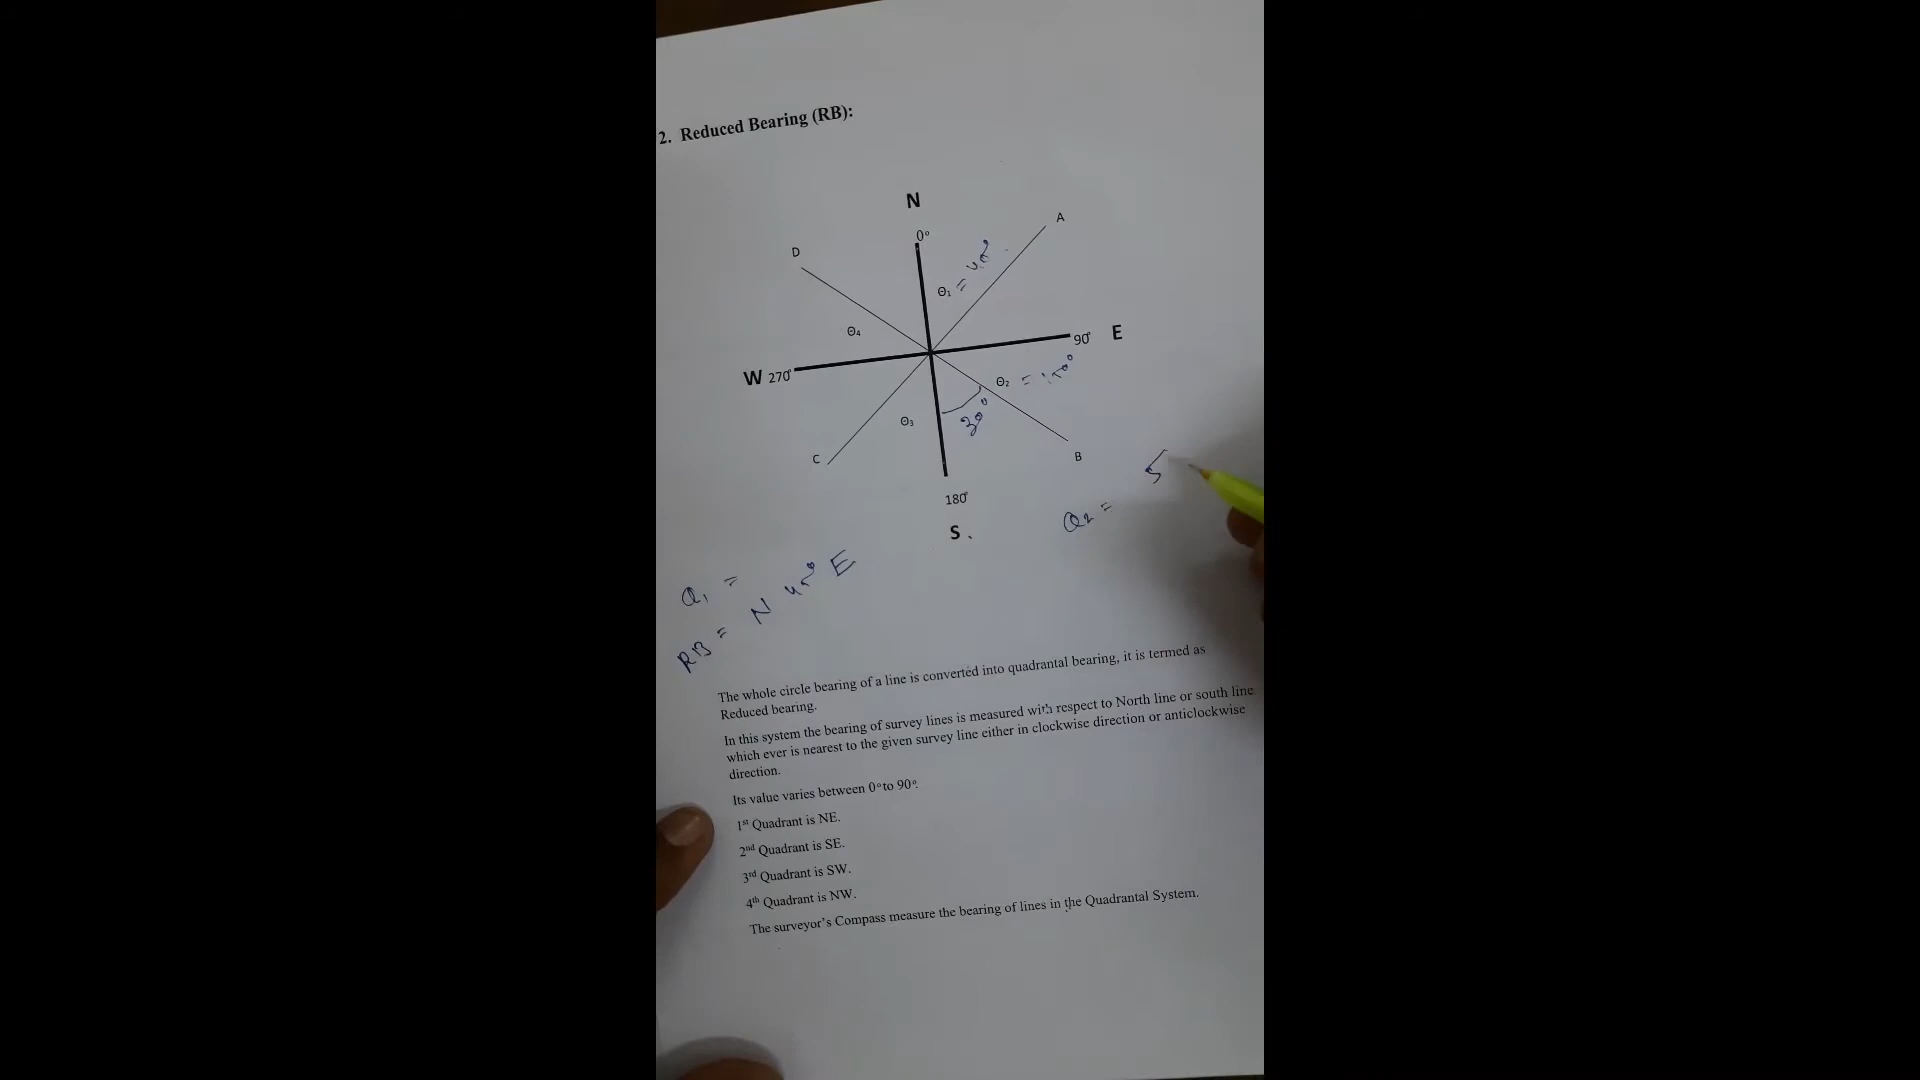 2. Reduced Bearing (RB):
N
0°
A
D
θ₁ = 45°
θ₄
90° E
W 270°
θ₂ = 150°
30°
θ₃
C
B
180°
S
S
Q₂ =
Q₁ =
RB = N 45° E
The whole circle bearing of a line is converted into quadrantal bearing, it is termed as
Reduced bearing.
In this system the bearing of survey lines is measured with respect to North line or south line
which ever is nearest to the given survey line either in clockwise direction or anticlockwise
direction.
Its value varies between 0° to 90°.
1st Quadrant is NE.
2nd Quadrant is SE.
3rd Quadrant is SW.
4th Quadrant is NW.
The surveyor's Compass measure the bearing of lines in the Quadrantal System.